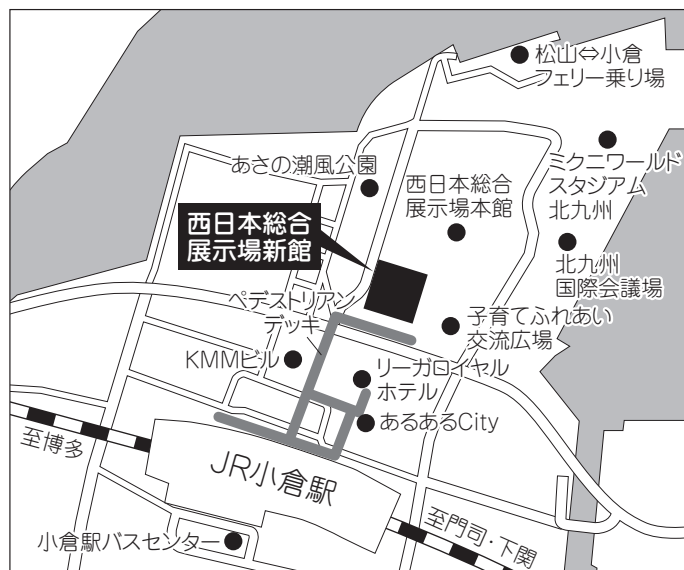 松山⇔小倉
フェリー乗り場
ミクニワールド
スタジアム
北九州
あさの潮風公園
西日本総合
展示場本館
西日本総合
展示場新館
北九州
国際会議場
ペデストリアン
デッキ
子育てふれあい
交流広場
KMMビル
リーガロイヤル
ホテル
あるあるCity
至博多
JR小倉駅
至門司・下関
小倉駅バスセンター